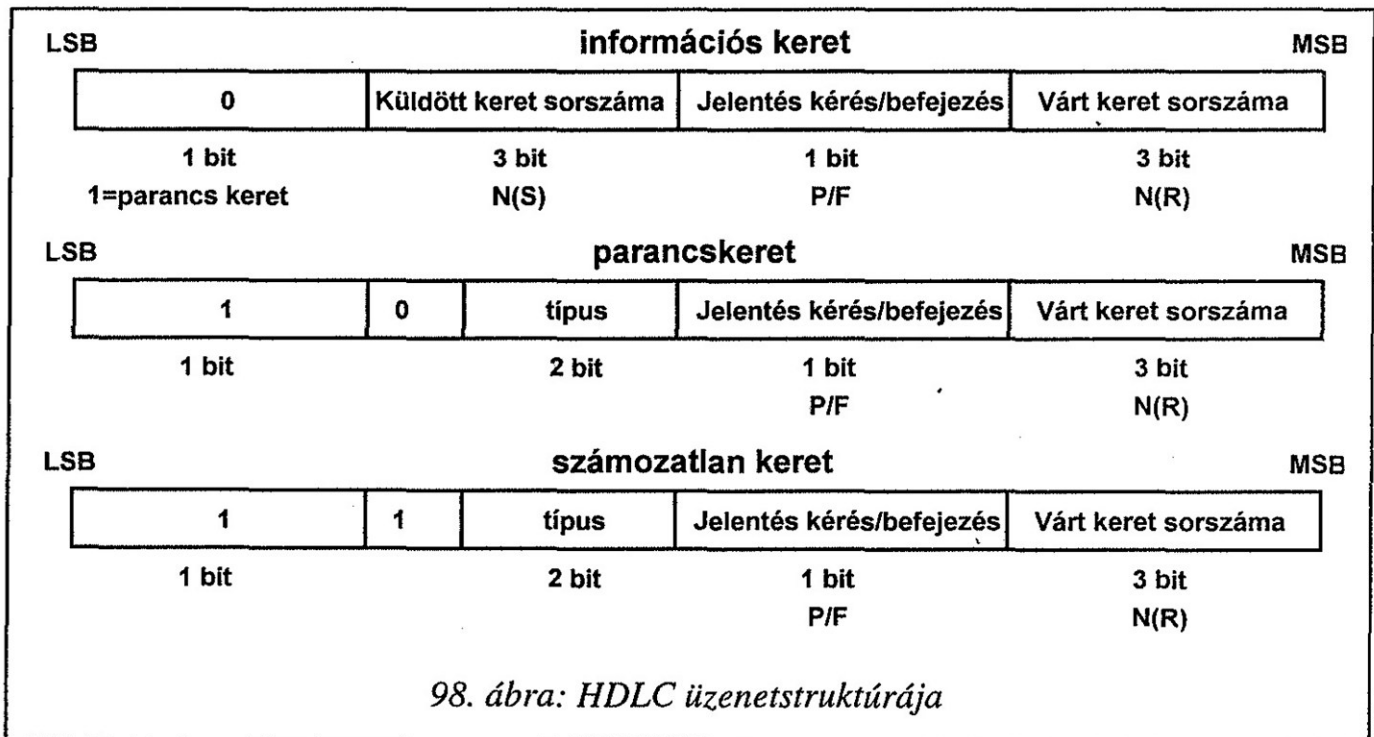 LSB információs keret MSB
0 Küldött keret sorszáma Jelentés kérés/befejezés Várt keret sorszáma
1 bit 3 bit 1 bit 3 bit
1=parancs keret N(S) P/F N(R)
LSB parancskeret MSB
1 0 típus Jelentés kérés/befejezés Várt keret sorszáma
1 bit 2 bit 1 bit 3 bit
P/F N(R)
LSB számozatlan keret MSB
1 1 típus Jelentés kérés/befejezés Várt keret sorszáma
1 bit 2 bit 1 bit 3 bit
P/F N(R)
98. ábra: HDLC üzenetstruktúrája